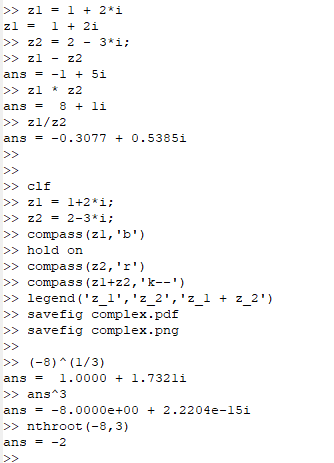 >> z1 = 1 + 2*i
z1 =  1 + 2i
>> z2 = 2 - 3*i;
>> z1 - z2
ans = -1 + 5i
>> z1 * z2
ans =  8 + 1i
>> z1/z2
ans = -0.3077 + 0.5385i
>>
>>
>> clf
>> z1 = 1+2*i;
>> z2 = 2-3*i;
>> compass(z1,'b')
>> hold on
>> compass(z2,'r')
>> compass(z1+z2,'k--')
>> legend('z_1','z_2','z_1 + z_2')
>> savefig complex.pdf
>> savefig complex.png
>>
>> (-8)^(1/3)
ans =  1.0000 + 1.7321i
>> ans^3
ans = -8.0000e+00 + 2.2204e-15i
>> nthroot(-8,3)
ans = -2
>>